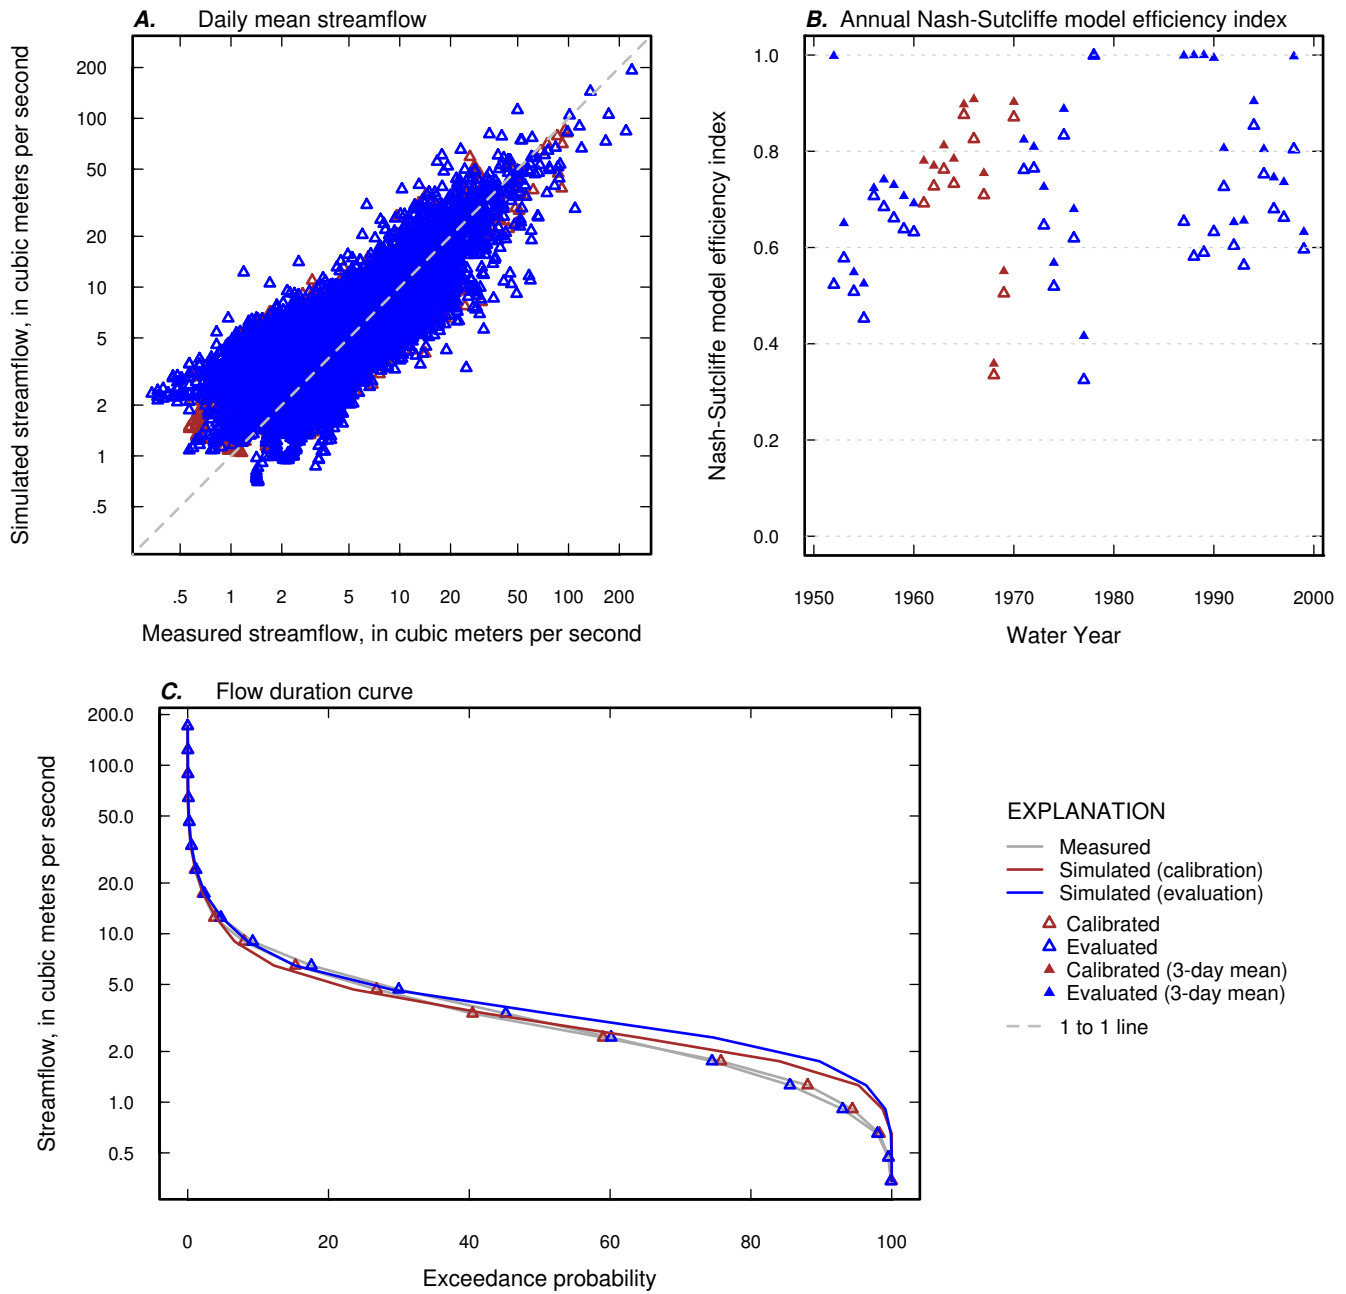 A. Daily mean streamflow
Simulated streamflow, in cubic meters per second
200
100
50
20
10
5
2
1
.5
.5 1 2 5 10 20 50 100 200
Measured streamflow, in cubic meters per second
B. Annual Nash-Sutcliffe model efficiency index
Nash-Sutcliffe model efficiency index
1.0
0.8
0.6
0.4
0.2
0.0
1950 1960 1970 1980 1990 2000
Water Year
C. Flow duration curve
Streamflow, in cubic meters per second
200.0
100.0
50.0
20.0
10.0
5.0
2.0
1.0
0.5
0 20 40 60 80 100
Exceedance probability
EXPLANATION
Measured
Simulated (calibration)
Simulated (evaluation)
Calibrated
Evaluated
Calibrated (3-day mean)
Evaluated (3-day mean)
1 to 1 line